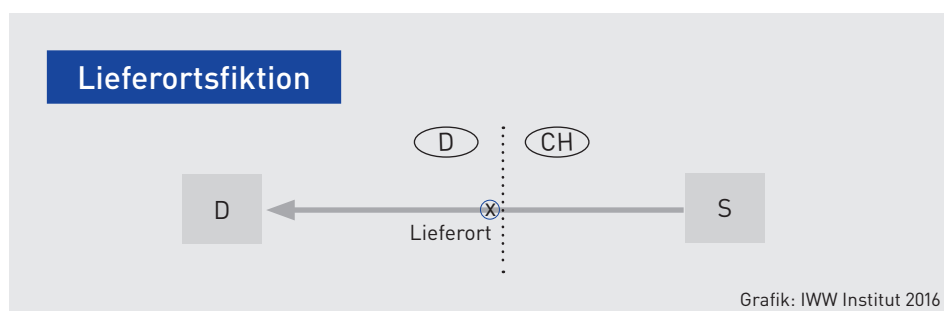 Lieferortsfiktion
D
CH
D
x
S
Lieferort
Grafik: IWW Institut 2016